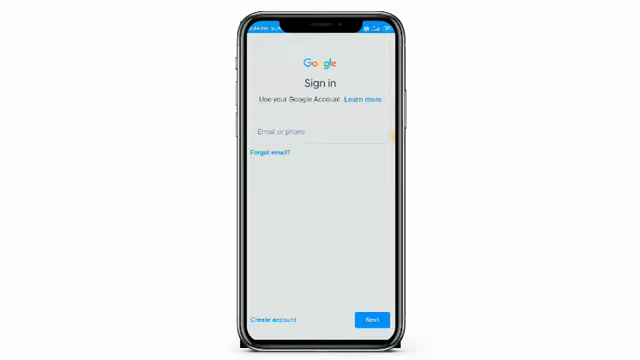 Google
Sign in
Use your Google Account Learn more
Email or phone
Forgot email?
Create account
Next